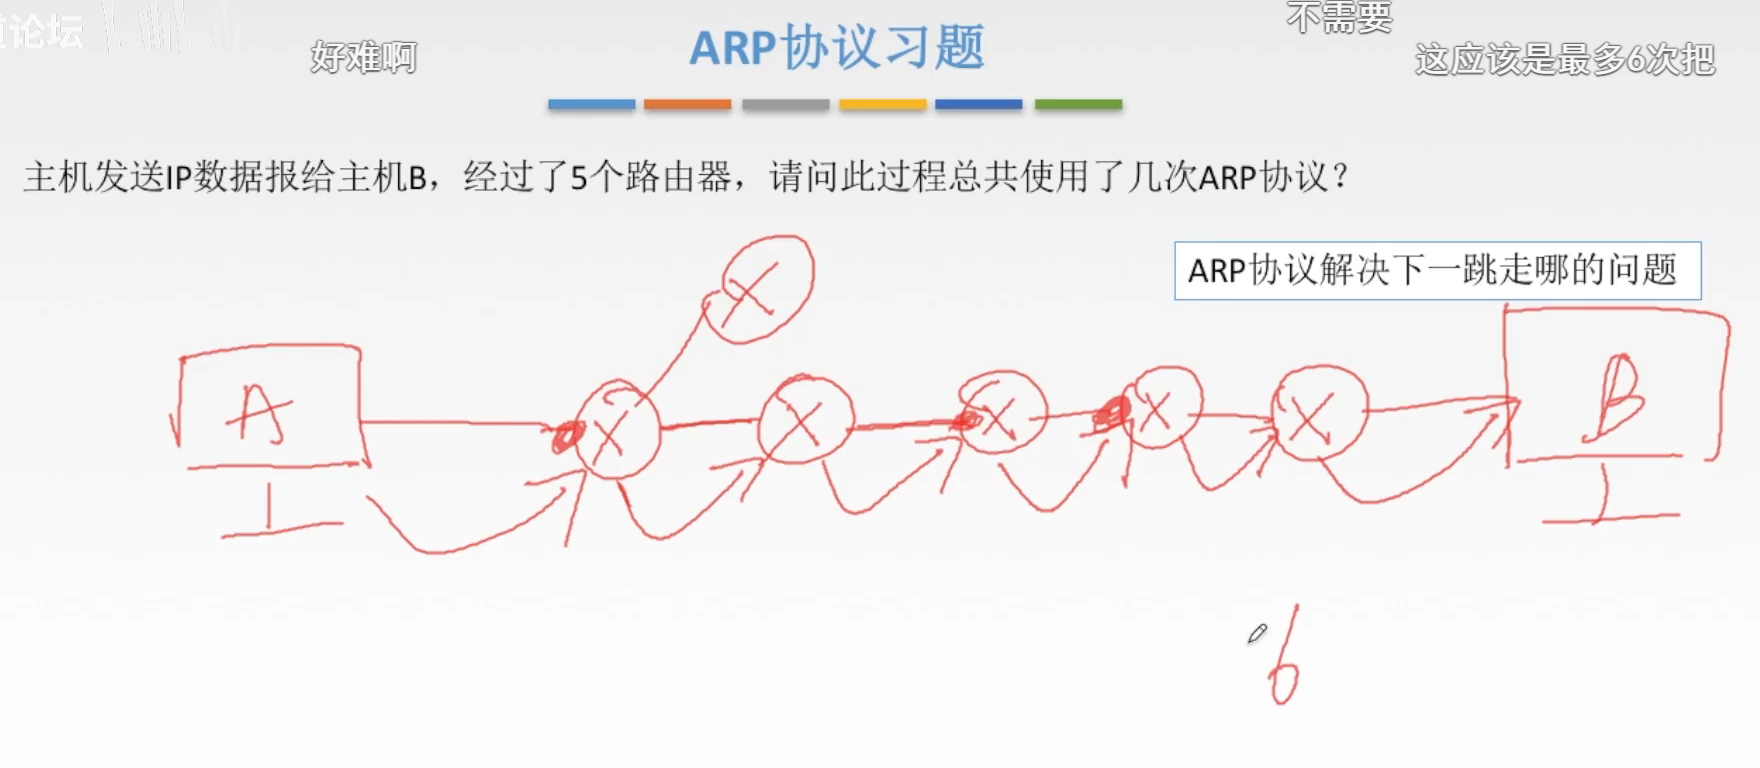 道论坛
不需要
好难啊
ARP协议习题
这应该是最多6次把
主机发送IP数据报给主机B，经过了5个路由器，请问此过程总共使用了几次ARP协议？
ARP协议解决下一跳走哪的问题
A
B
6